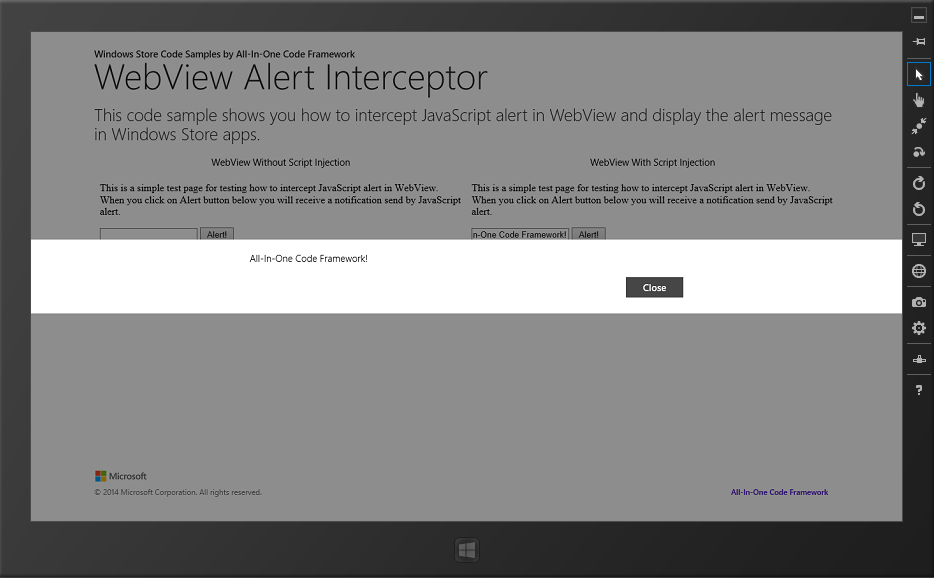 Windows Store Code Samples by All-In-One Code Framework
WebView Alert Interceptor
This code sample shows you how to intercept JavaScript alert in WebView and display the alert message
in Windows Store apps.
WebView Without Script Injection
This is a simple test page for testing how to intercept JavaScript alert in WebView.
When you click on Alert button below you will receive a notification send by JavaScript
alert.
Alert!
WebView With Script Injection
This is a simple test page for testing how to intercept JavaScript alert in WebView.
When you click on Alert button below you will receive a notification send by JavaScript
alert.
n-One Code Framework! Alert!
All-In-One Code Framework!
Close
Microsoft
© 2014 Microsoft Corporation. All rights reserved.
All-In-One Code Framework
?